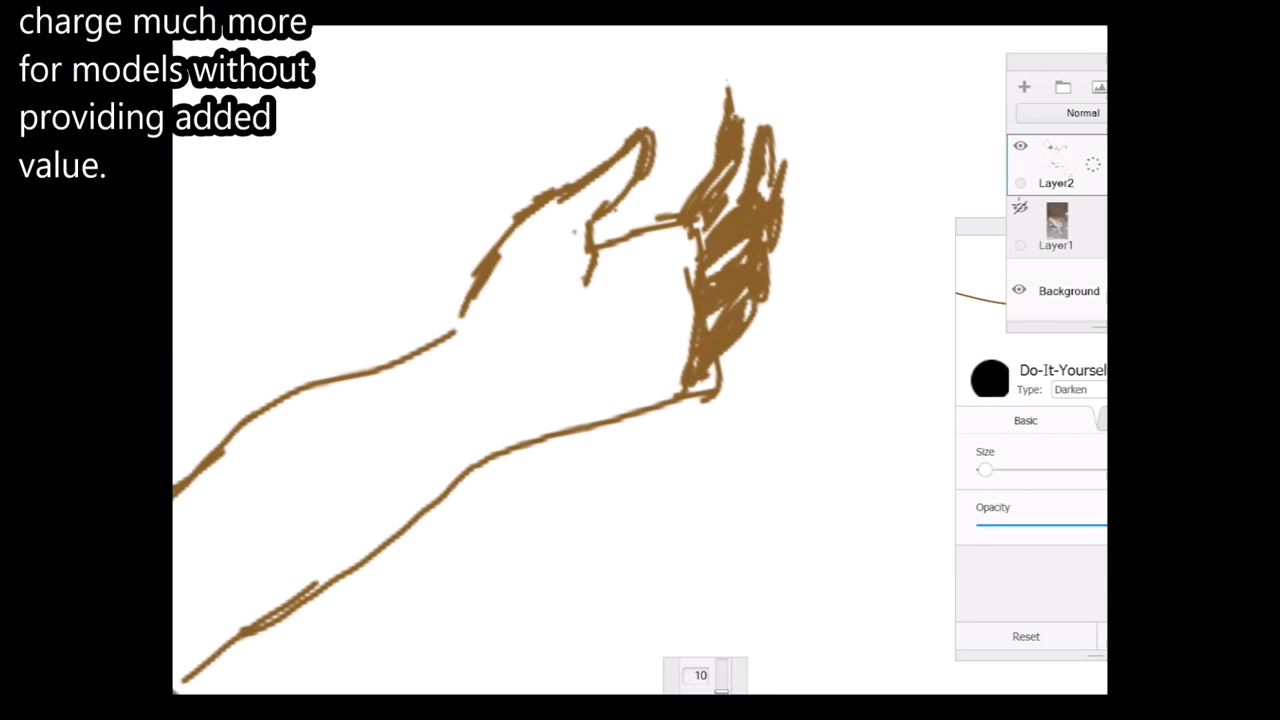 charge much more
for models without
providing added
value.
Normal
Layer2
Layer1
Background
Do-It-Yoursel
Type: Darken
Basic
Size
Opacity
Reset
10